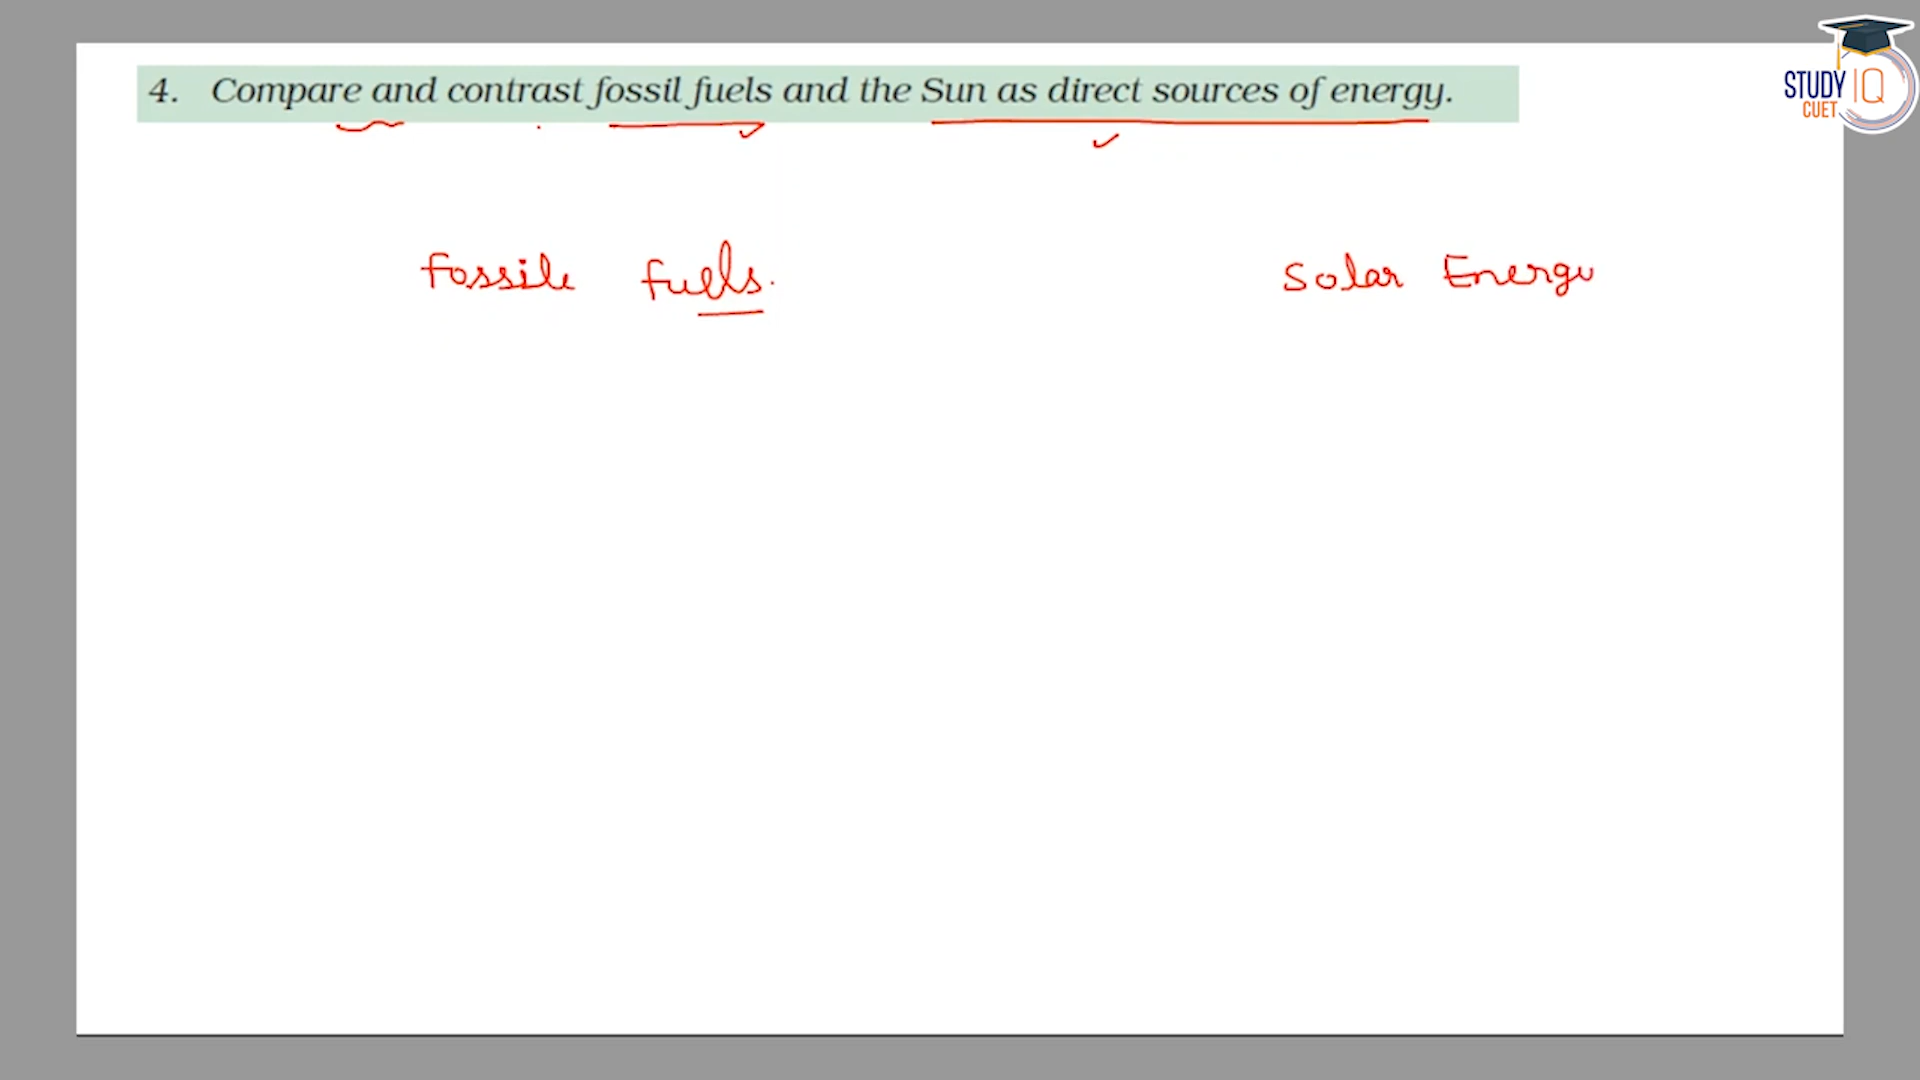 STUDY IQ
CUET
4. Compare and contrast fossil fuels and the Sun as direct sources of energy.
Fossile fuels. Solar Energy